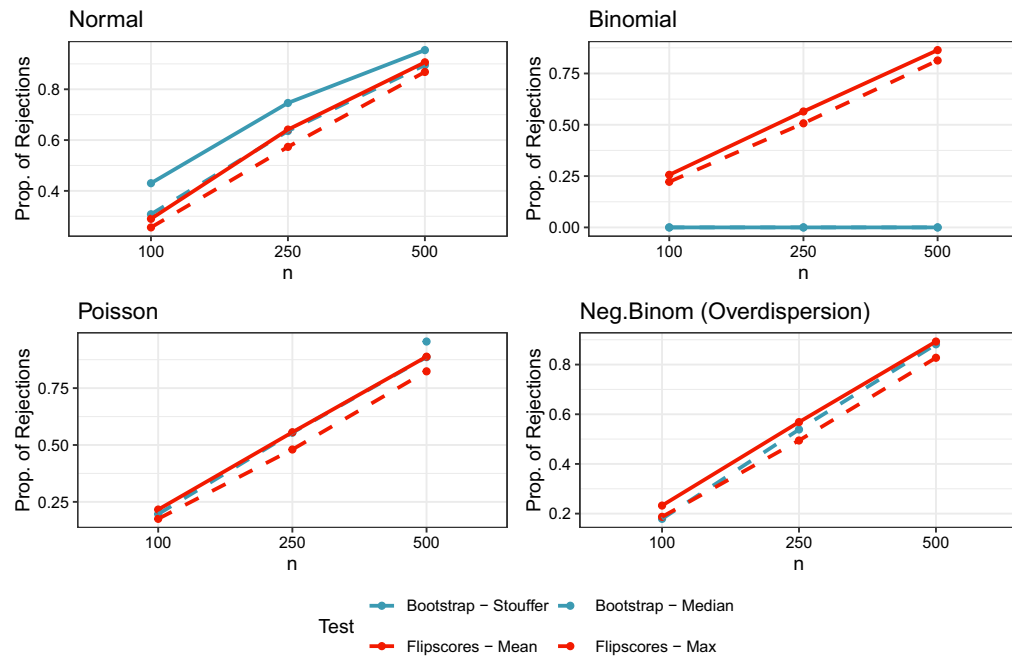 Normal
Prop. of Rejections
0.8
0.6
0.4
100 250 500
n
Binomial
Prop. of Rejections
0.75
0.50
0.25
0.00
100 250 500
n
Poisson
Prop. of Rejections
0.75
0.50
0.25
100 250 500
n
Neg.Binom (Overdispersion)
Prop. of Rejections
0.8
0.6
0.4
0.2
100 250 500
n
Test
Bootstrap − Stouffer
Bootstrap − Median
Flipscores − Mean
Flipscores − Max